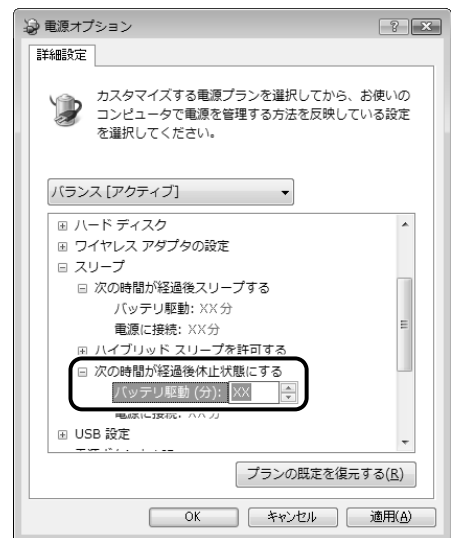 電源オプション
詳細設定
カスタマイズする電源プランを選択してから、お使いの
コンピュータで電源を管理する方法を反映している設定
を選択してください。
バランス [アクティブ]
ハード ディスク
ワイヤレス アダプタの設定
スリープ
次の時間が経過後スリープする
バッテリ駆動: XX分
電源に接続: XX分
ハイブリッド スリープを許可する
次の時間が経過後休止状態にする
バッテリ駆動 (分): XX
電源に接続: XX分
USB 設定
プランの既定を復元する(R)
OK キャンセル 適用(A)